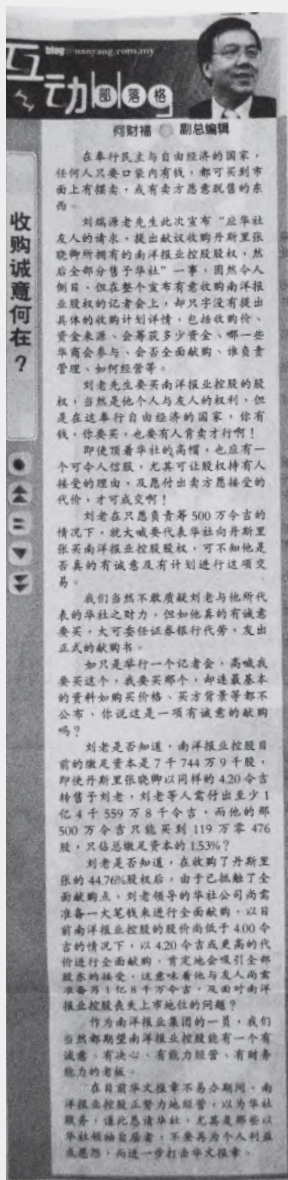 blog nanyang.com.my
互动blog
部落格
何财福 副总编辑
收购诚意何在？
在奉行民主与自由经济的国家，
任何人只要口袋内有钱，都可买到市
面上有摆卖，或有卖方愿意脱售的东
西。
刘瑞源老先生此次宣布“应华社
友人的请求，提出献议收购丹斯里张
晓卿所拥有的南洋报业控股股权，然
后全部分售予华社”一事，固然令人
侧目，但在整个宣布有意收购南洋报
业股权的记者会上，却只字没有提出
具体的收购计划详情，包括收购价、
资金来源、会筹获多少资金、哪一些
华商会参与、会否全面献购、谁负责
管理、如何经营等。
刘老先生要买南洋报业控股的股
权，当然是他个人与友人的权利，但
是在这奉行自由经济的国家，你有
钱，你要买，也要有人肯卖才行啊！
即使顶着华社的高帽，也应有一
个可令人信服，尤其可让股权持有人
接受的理由，及愿付出卖方愿接受的
代价，才可成交啊！
刘老在只愿负责筹 500 万令吉的
情况下，就大喊要代表华社向丹斯里
张买南洋报业控股股权，可不知他是
否真的有诚意及有计划进行这项交
易。
我们当然不敢质疑刘老与他所代
表的华社之财力，但如他真的有诚意
要买，大可委任证券银行代劳，发出
正式的献购书。
如只是举行一个记者会，高喊我
要买这个，我要买那个，却连最基本
的资料如购买价格、买方背景等都不
公布，你说这是一项有诚意的献购
吗？
刘老是否知道，南洋报业控股目
前的缴足资本是 7 千 744 万 9 千股，
即使丹斯里张晓卿以同样的 4.20 令吉
转售予刘老，刘老等人需付出至少 1
亿 4 千 559 万 8 千令吉，而他的那
500 万令吉只能买到 119 万零 476
股，只佔总缴足资本的 1.53%？
刘老是否知道，在收购了丹斯里
张的 44.76%股权后，由于已抵触了全
面献购点，刘老领导的华社公司尚需
准备一大笔钱来进行全面献购，以目
前南洋报业控股的股价尚低于 4.00 令
吉的情况下，以 4.20 令吉或更高的代
价进行全面献购，肯定地会吸引全部
股东的接受。这意味着他与友人尚需
准备另 1 亿 8 千万令吉，及面对南洋
报业控股丧失上市地位的问题？
作为南洋报业集团的一员，我们
当然都期望南洋报业控股能有一个有
诚意、有决心、有能力经营、有财务
能力的老板。
在目前华文报章不易办期间，南
洋报业控股正努力地经营，以为华社
服务，谨此恳请华社，尤其是那些以
华社领袖自居者，不要再为个人利益
或恩怨，而进一步打击华文报章。